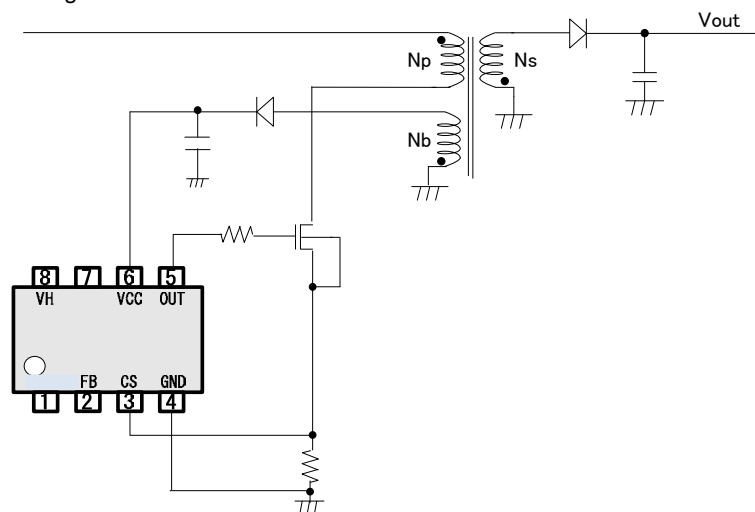 Vout
Np
Ns
Nb
8 7 6 5
VH VCC OUT
FB CS GND
1 2 3 4